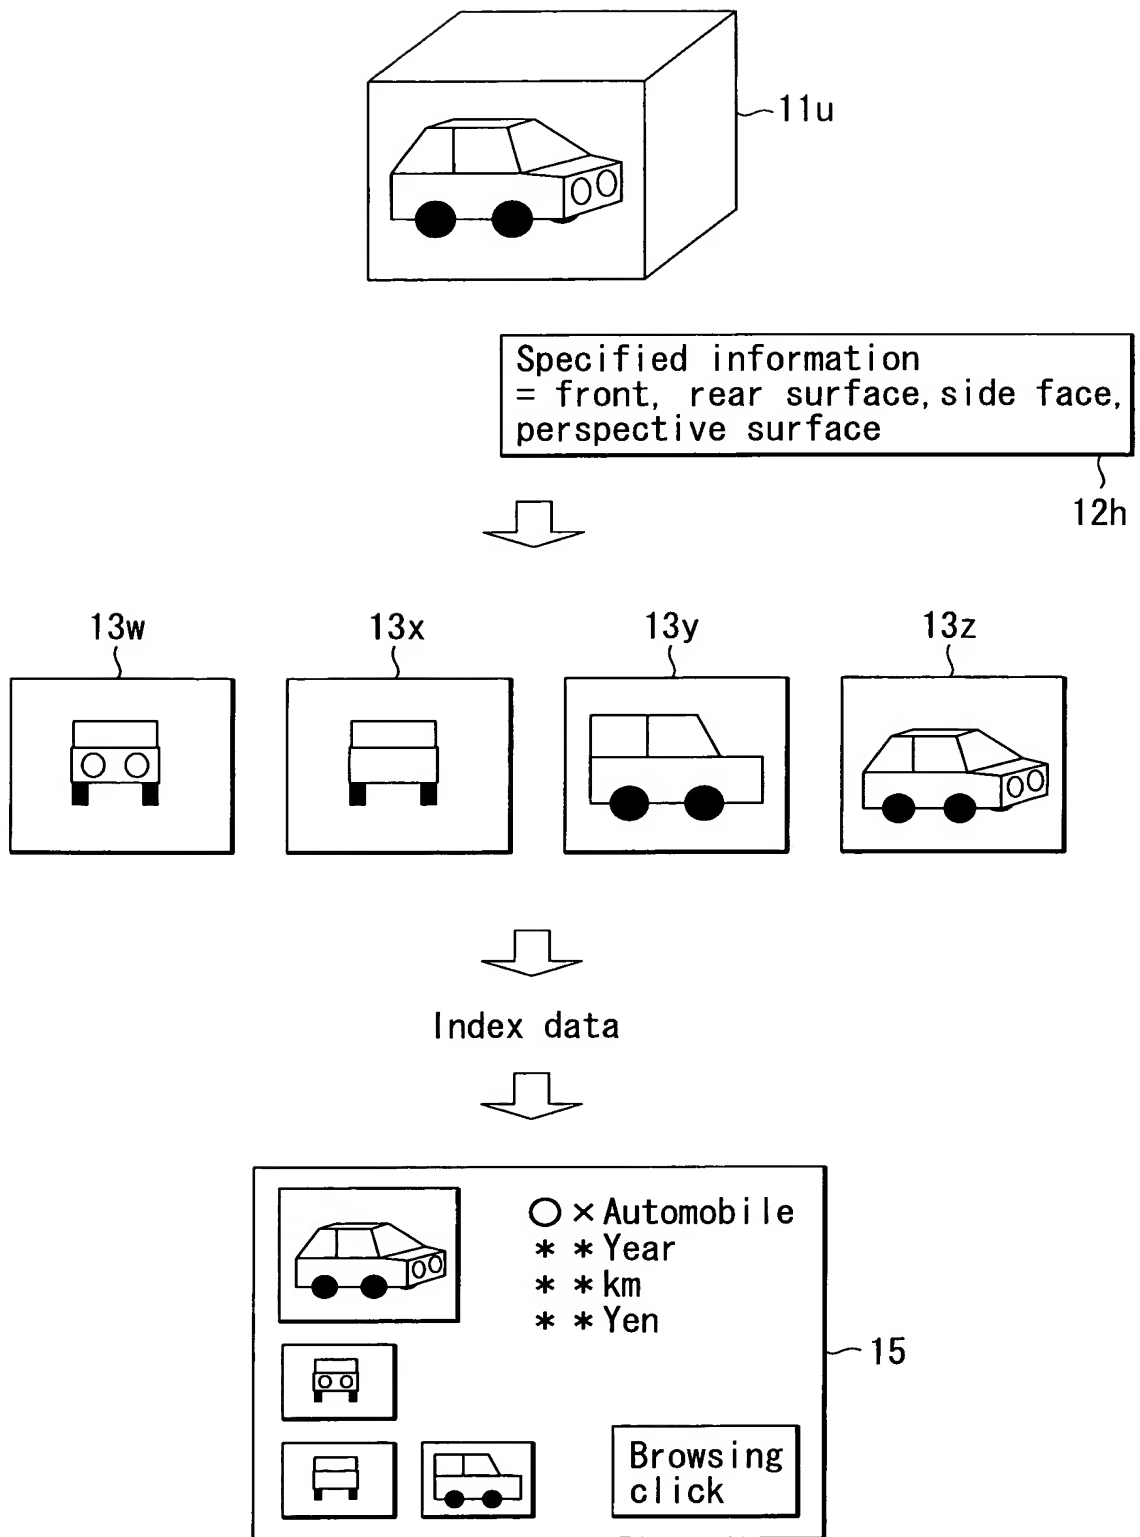 11u
Specified information
= front, rear surface, side face,
perspective surface
12h
13w 13x 13y 13z
Index data
○×Automobile
* *Year
* *km
* *Yen
15
Browsing
click